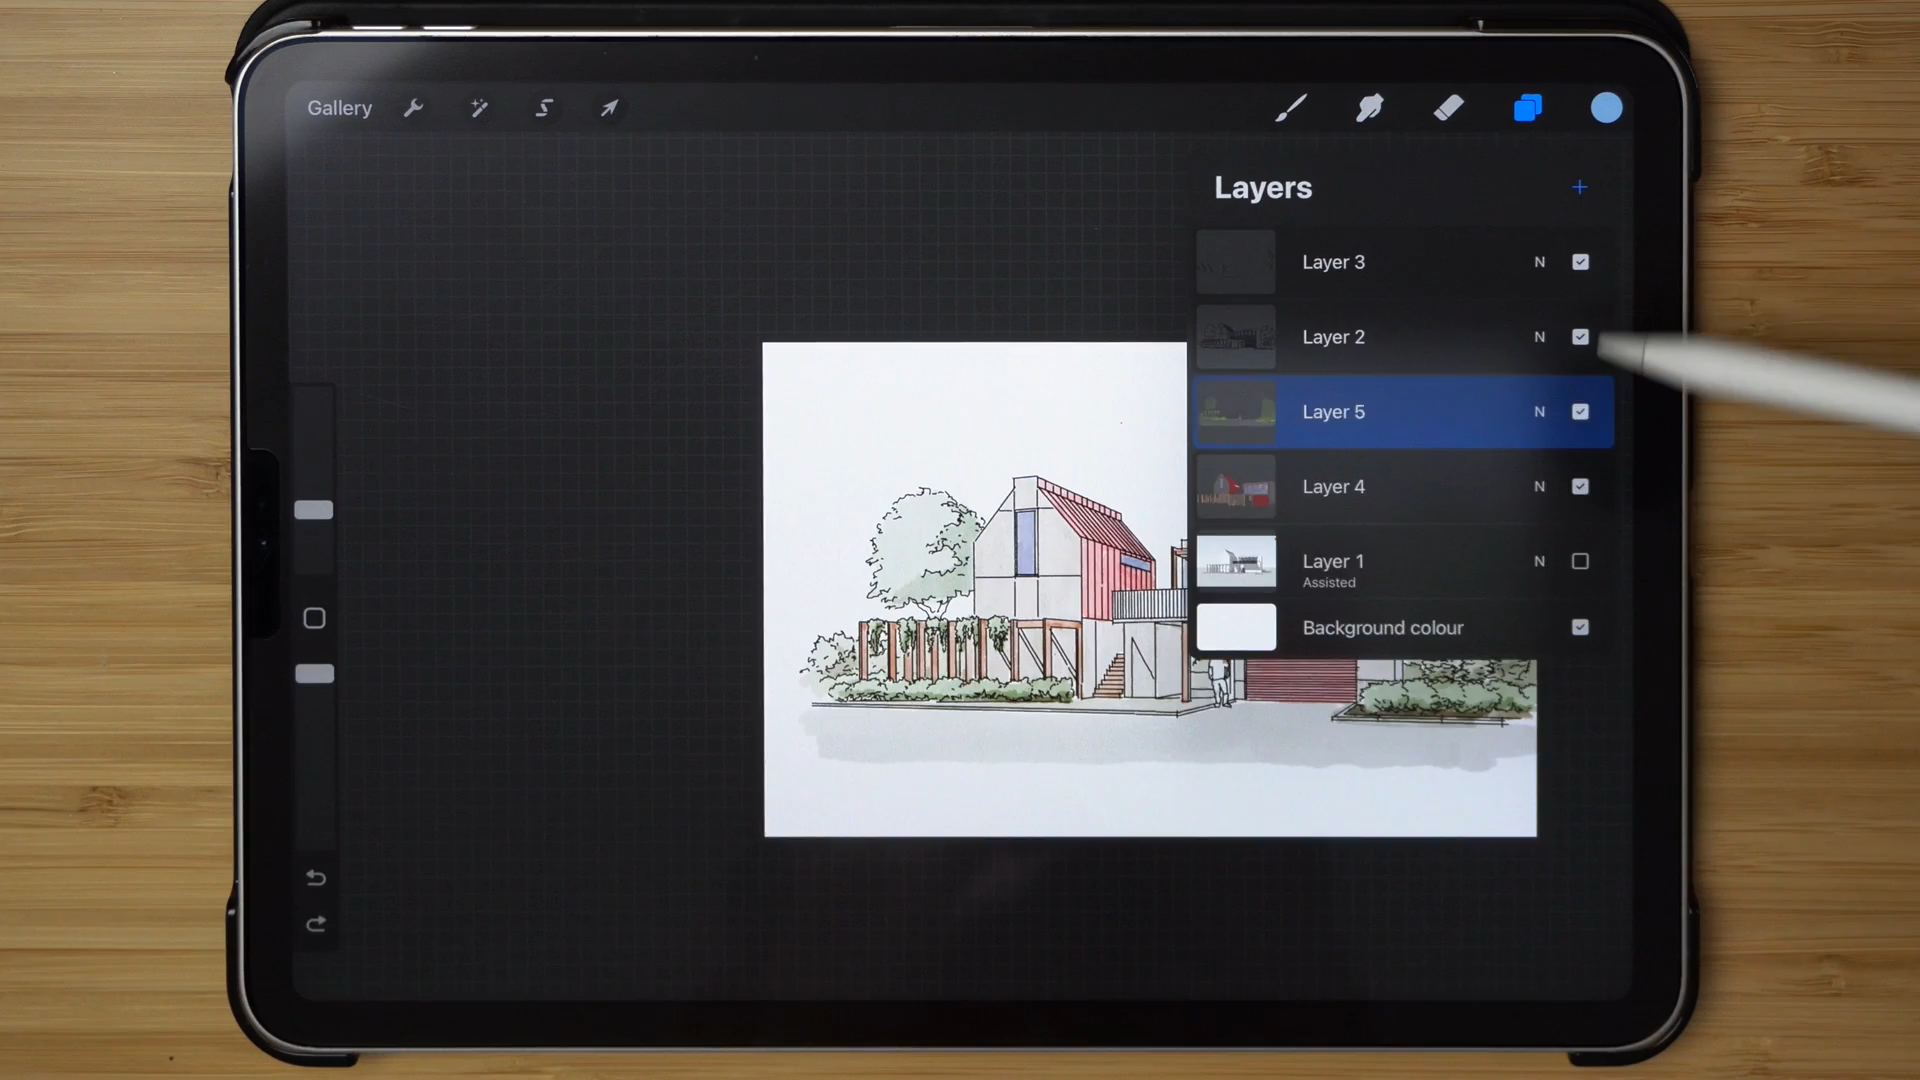 Gallery
Layers
Layer 3 N
Layer 2 N
Layer 5 N
Layer 4 N
Layer 1 N
Assisted
Background colour